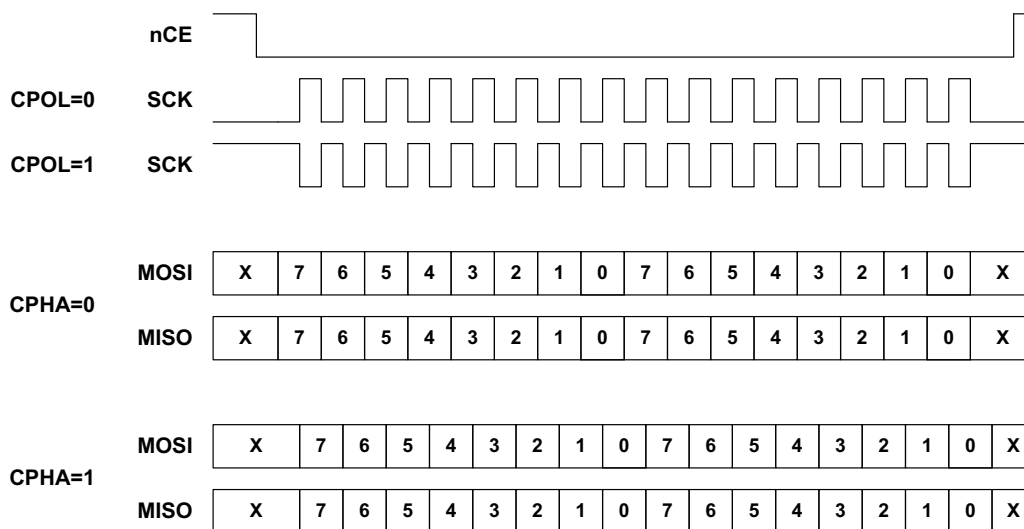 nCE
CPOL=0 SCK
CPOL=1 SCK
MOSI X 7 6 5 4 3 2 1 0 7 6 5 4 3 2 1 0 X
CPHA=0
MISO X 7 6 5 4 3 2 1 0 7 6 5 4 3 2 1 0 X
MOSI X 7 6 5 4 3 2 1 0 7 6 5 4 3 2 1 0 X
CPHA=1
MISO X 7 6 5 4 3 2 1 0 7 6 5 4 3 2 1 0 X